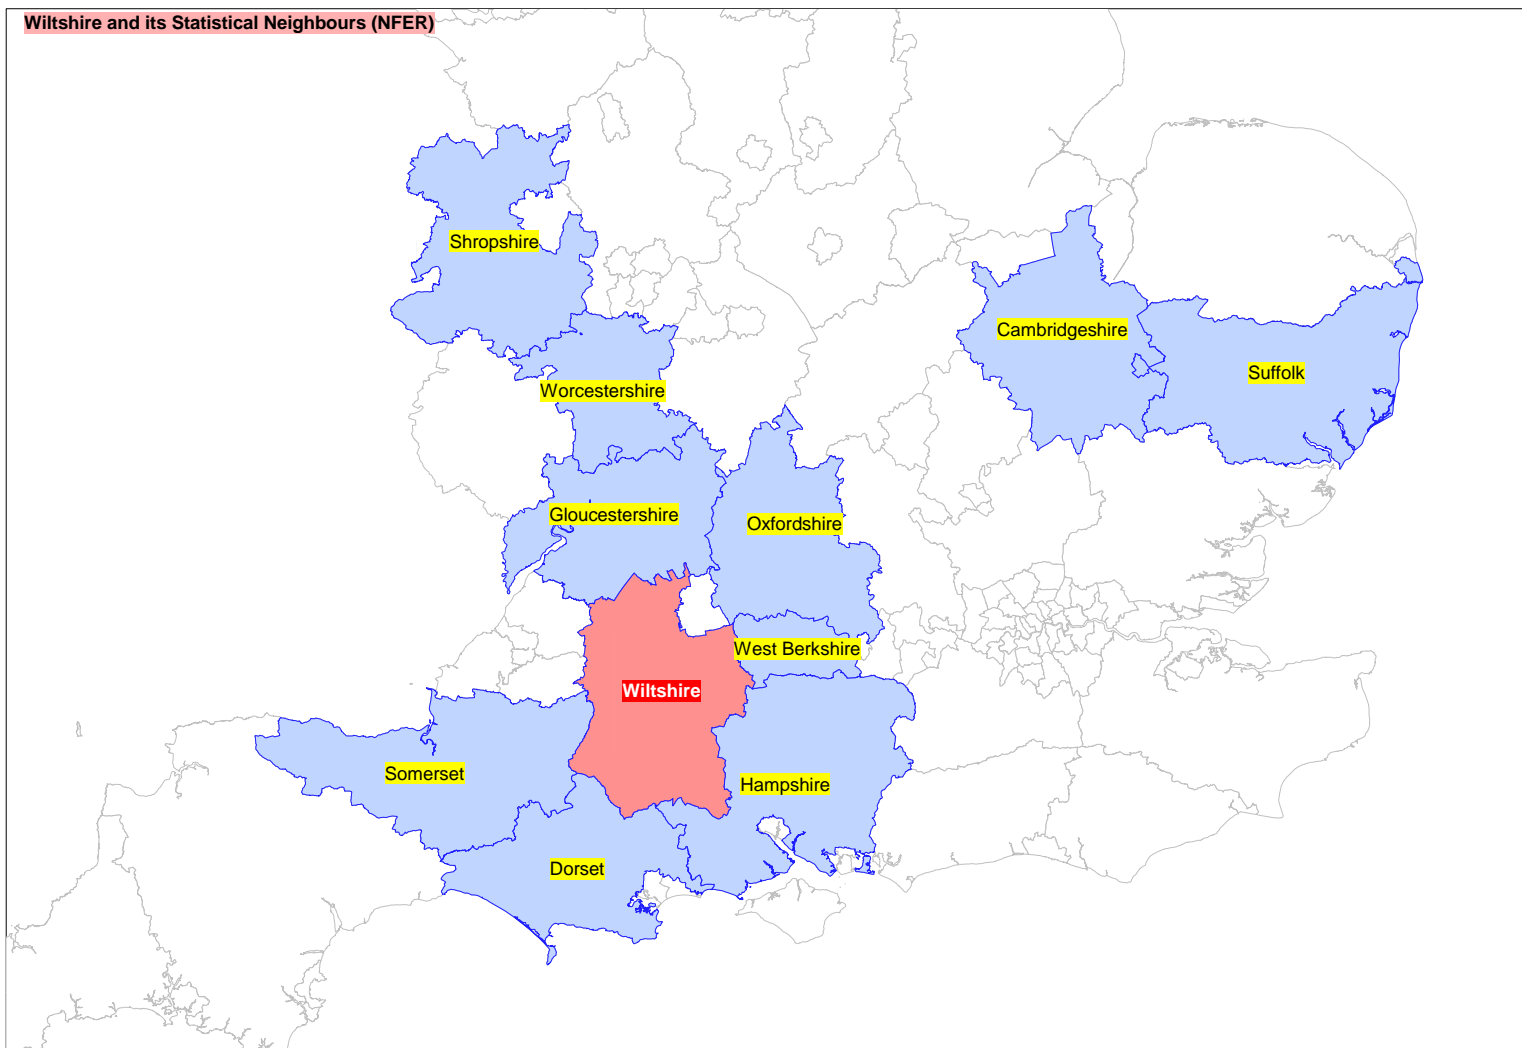 Wiltshire and its Statistical Neighbours (NFER)
Shropshire
Cambridgeshire
Suffolk
Worcestershire
Gloucestershire
Oxfordshire
West Berkshire
Wiltshire
Somerset
Hampshire
Dorset